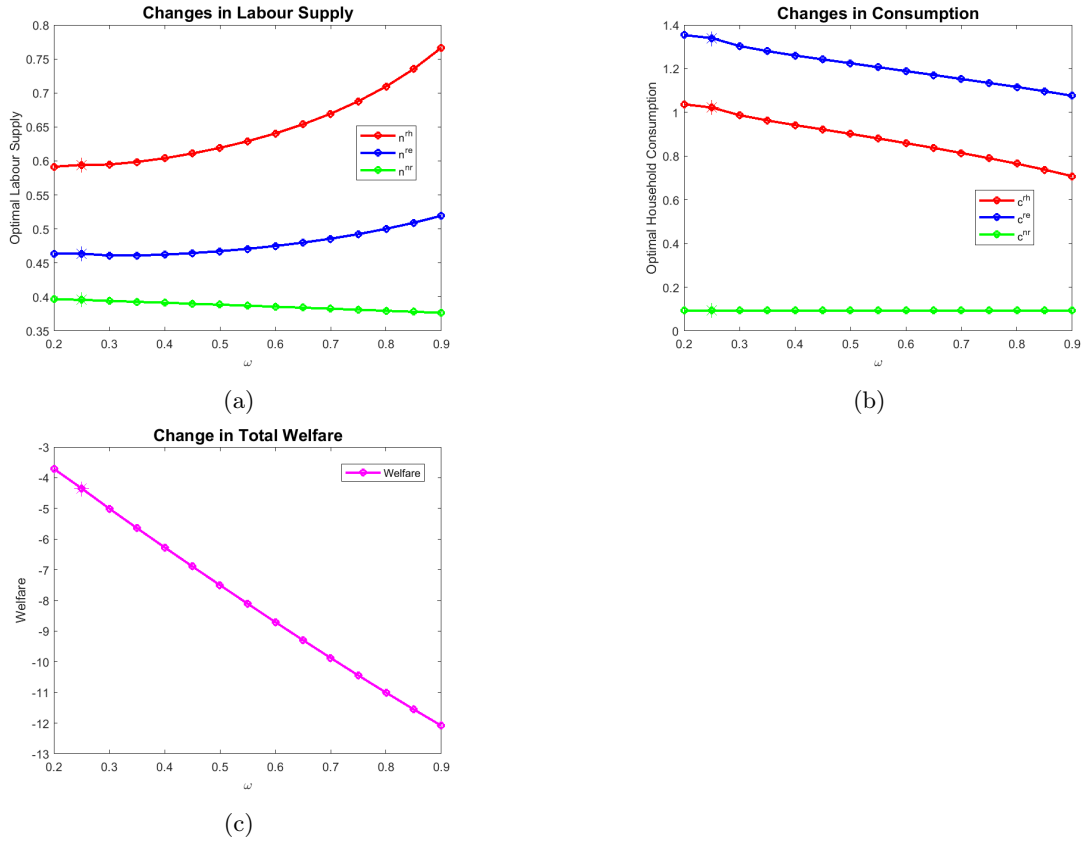 Changes in Labour Supply
Optimal Labour Supply
0.8
0.75
0.7
0.65
0.6
0.55
0.5
0.45
0.4
0.35
n^rh
n^re
n^nr
0.2 0.3 0.4 0.5 0.6 0.7 0.8 0.9
ω
(a)
Changes in Consumption
Optimal Household Consumption
1.4
1.2
1
0.8
0.6
0.4
0.2
0
c^rh
c^re
c^nr
0.2 0.3 0.4 0.5 0.6 0.7 0.8 0.9
ω
(b)
Change in Total Welfare
Welfare
-3
-4
-5
-6
-7
-8
-9
-10
-11
-12
-13
Welfare
0.2 0.3 0.4 0.5 0.6 0.7 0.8 0.9
ω
(c)